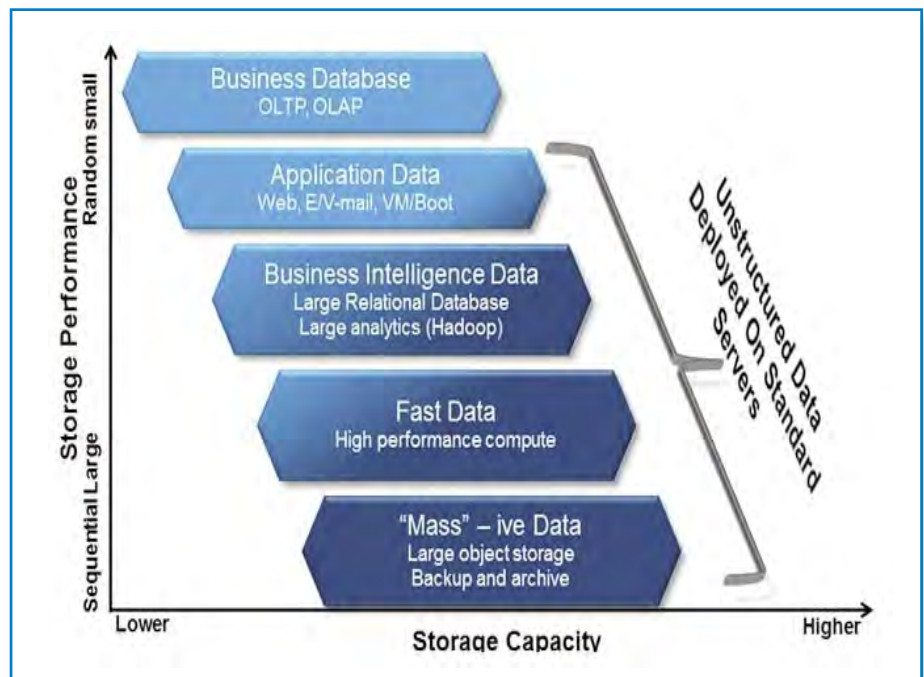 Business Database
OLTP, OLAP
Application Data
Web, E/V-mail, VM/Boot
Business Intelligence Data
Large Relational Database
Large analytics (Hadoop)
Fast Data
High performance compute
“Mass” – ive Data
Large object storage
Backup and archive
Unstructured Data
Deployed On Standard
Servers
Storage Performance
Random small
Sequential Large
Lower
Storage Capacity
Higher